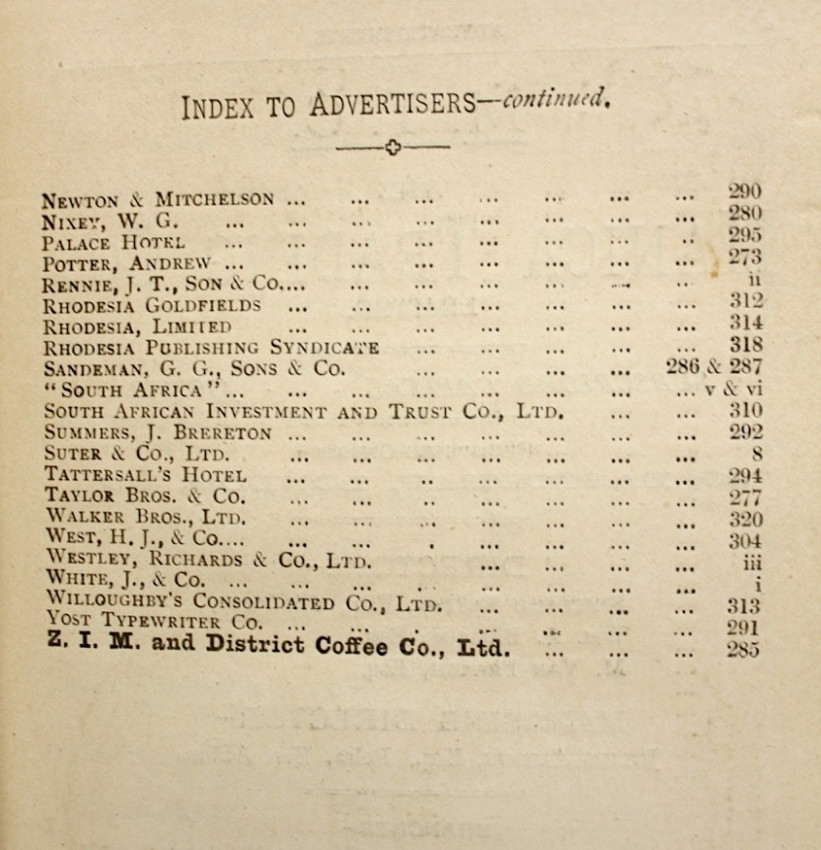 INDEX TO ADVERTISERS—continued.
NEWTON & MITCHELSON ... ... ... ... ... ... ... 290
NIXEY, W. G. ... ... ... ... ... ... ... ... 280
PALACE HOTEL ... ... ... ... ... ... ... .. 295
POTTER, ANDREW ... ... ... ... ... ... ... ... 273
RENNIE, J. T., SON & CO.... ... ... ... ... ... ... ii
RHODESIA GOLDFIELDS ... ... ... ... ... ... ... 312
RHODESIA, LIMITED ... ... ... ... ... ... ... 314
RHODESIA PUBLISHING SYNDICATE ... ... ... ... ... 318
SANDEMAN, G. G., SONS & CO. ... ... ... ... 286 & 287
"SOUTH AFRICA"... ... ... ... ... ... ... ... v & vi
SOUTH AFRICAN INVESTMENT AND TRUST CO., LTD. ... ... 310
SUMMERS, J. BRERETON ... ... ... ... ... ... ... 292
SUTER & CO., LTD. ... ... ... ... ... ... ... 8
TATTERSALL'S HOTEL ... ... .. ... ... ... ... 294
TAYLOR BROS. & CO. ... ... .. ... ... ... ... 277
WALKER BROS., LTD. ... ... .. ... ... ... ... 320
WEST, H. J., & CO.... ... ... . ... ... ... ... 304
WESTLEY, RICHARDS & CO., LTD. ... ... ... ... iii
WHITE, J., & CO. ... ... ... . ... ... ... ... i
WILLOUGHBY'S CONSOLIDATED CO., LTD. ... ... ... ... 313
YOST TYPEWRITER CO. ... ... . ... ... ... ... 291
Z. I. M. and District Coffee Co., Ltd. ... ... ... 285